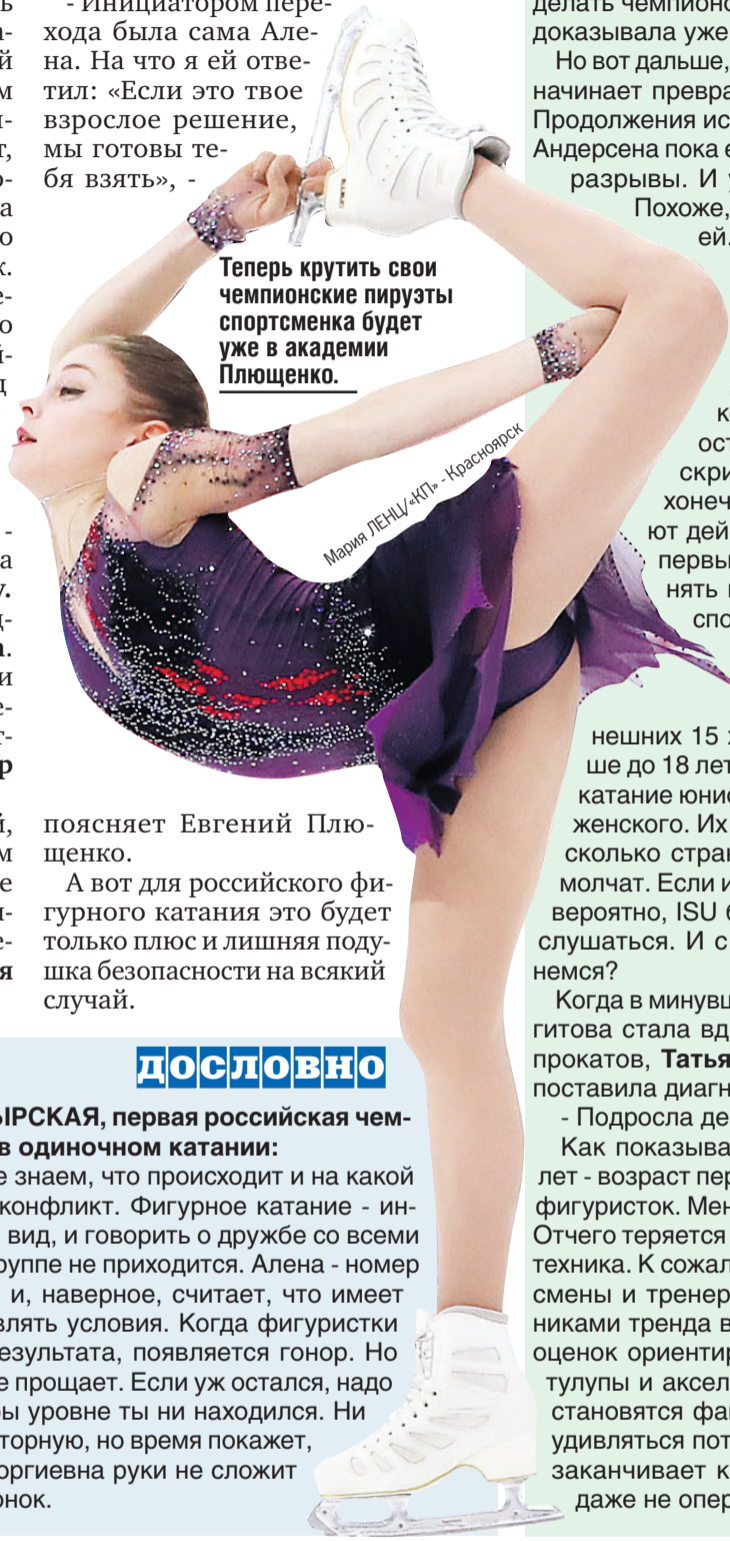 - Инициатором пере-
хода была сама Але-
на. На что я ей отве-
тил: «Если это твое
взрослое решение,
мы готовы те-
бя взять», -
Теперь крутить свои
чемпионские пируэты
спортсменка будет
уже в академии
Плющенко.
Мария ЛЕНЦ/«КП» - Красноярск
поясняет Евгений Плю-
щенко.
А вот для российского фи-
гурного катания это будет
только плюс и лишняя поду-
шка безопасности на всякий
случай.
дословно
ЫРСКАЯ, первая российская чем-
в одиночном катании:
е знаем, что происходит и на какой
конфликт. Фигурное катание - ин-
вид, и говорить о дружбе со всеми
руппе не приходится. Алена - номер
и, наверное, считает, что имеет
влять условия. Когда фигуристки
езультата, появляется гонор. Но
е прощает. Если уж остался, надо
ры уровне ты ни находился. Ни
торную, но время покажет,
оргиевна руки не сложит
онок.
делать чемпионо
доказывала уже
Но вот дальше,
начинает превра
Продолжения ис
Андерсена пока е
разрывы. И у
Похоже,
ей.
к
ост
скри
хонеч
ют дей
первы
нять
спо
нешних 15
ше до 18 лет
катание юнис
женского. Их
сколько стран
молчат. Если и
вероятно, ISU б
слушаться. И с
немся?
Когда в минувш
гитова стала вд
прокатов, Татья
поставила диагн
- Подросла де
Как показыва
лет - возраст пер
фигуристок. Мен
Отчего теряется
техника. К сожал
смены и тренер
никами тренда в
оценок ориентир
тулупы и аксел
становятся фа
удивляться пот
заканчивает к
даже не опер